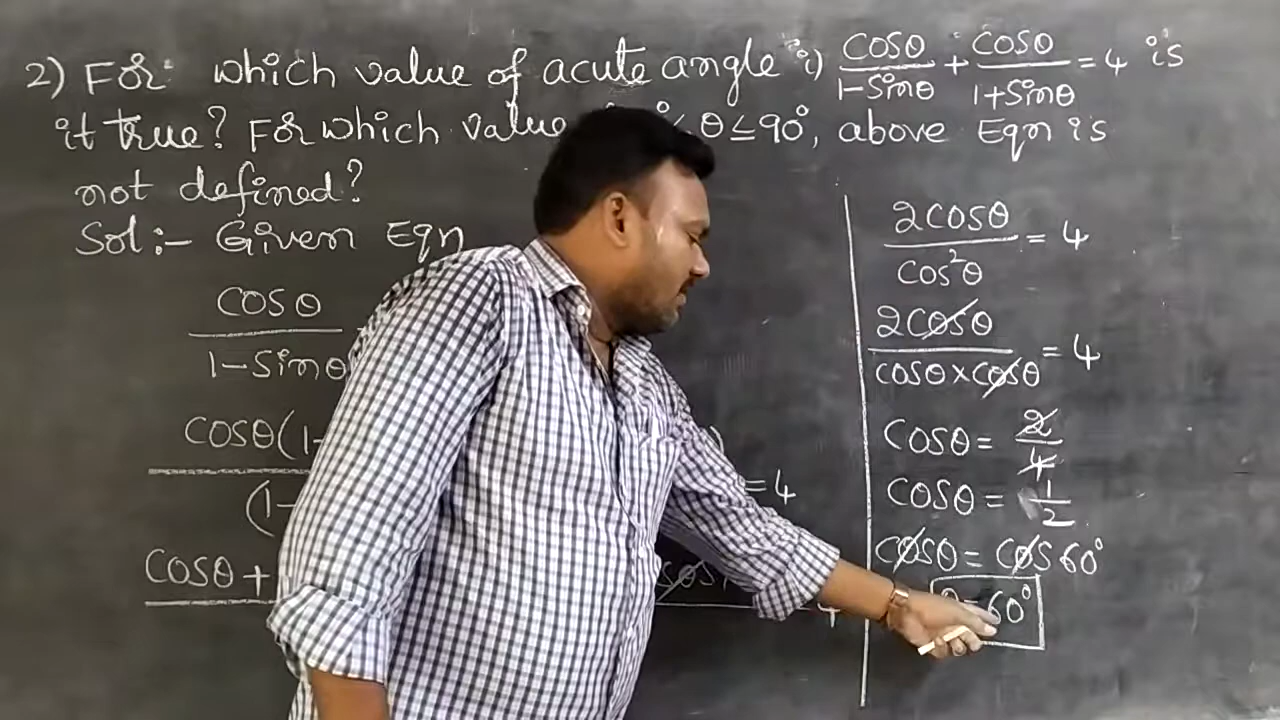 2) For which value of acute angle i) cosθ/1-sinθ + cosθ/1+sinθ = 4 is
it true? For which value θ≤90°, above Eqn is
not defined?
Sol:- Given Eqn
cosθ
1-sinθ
cosθ(1-
(1-
= 4
cosθ+
4
2cosθ/cos²θ = 4
2cosθ/cosθ×cosθ = 4
cosθ = 2/4
cosθ = 1/2
cosθ = cos60°
60°